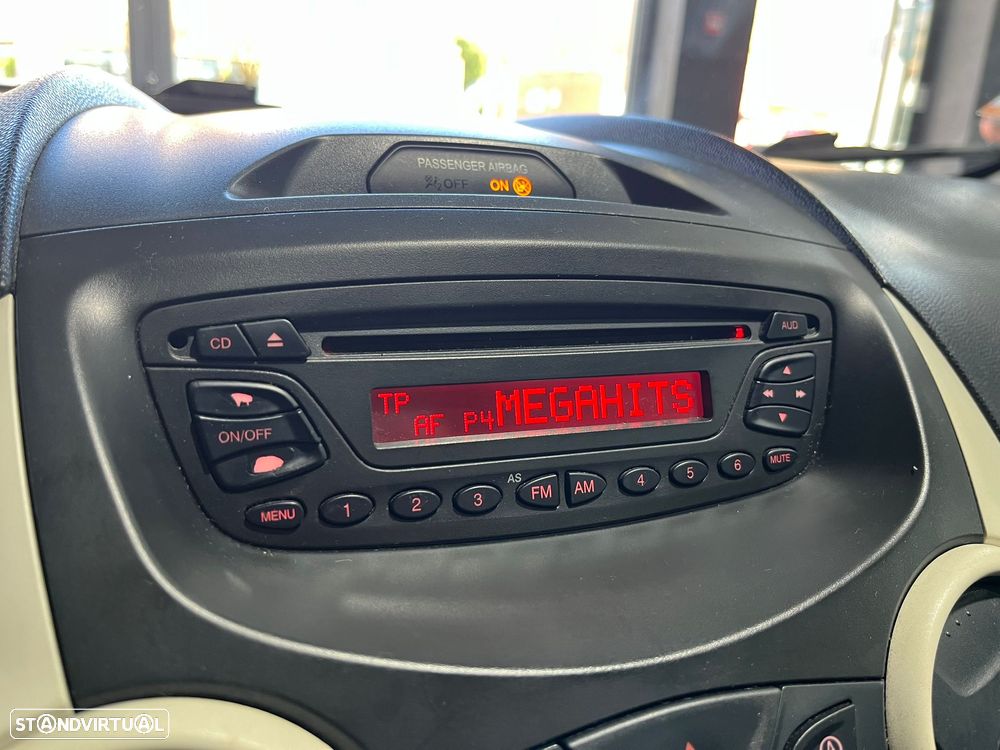 PASSENGER AIRBAG
OFF ON
CD AUD
TP
AF P4 MEGAHITS
ON/OFF
MENU 1 2 3 AS FM AM 4 5 6 MUTE
STANDVIRTUAL